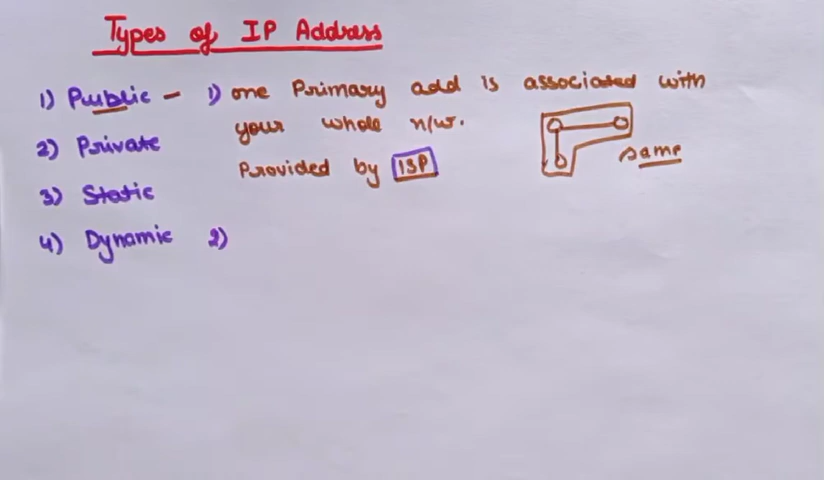 Types of IP Address
1) Public - 1) one Primary add is associated with
your whole n/w.
2) Private
Provided by ISP
same
3) Static
4) Dynamic 2)